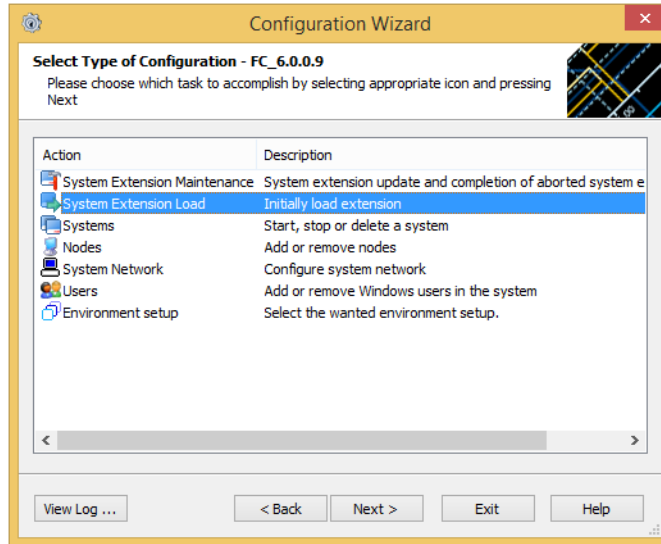 Configuration Wizard
Select Type of Configuration - FC_6.0.0.9
Please choose which task to accomplish by selecting appropriate icon and pressing
Next
Action Description
System Extension Maintenance System extension update and completion of aborted system e
System Extension Load Initially load extension
Systems Start, stop or delete a system
Nodes Add or remove nodes
System Network Configure system network
Users Add or remove Windows users in the system
Environment setup Select the wanted environment setup.
View Log ... < Back Next > Exit Help